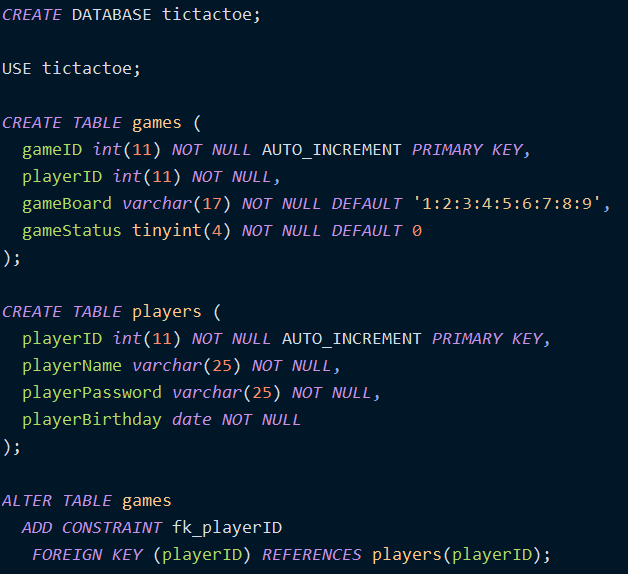 CREATE DATABASE tictactoe;
USE tictactoe;
CREATE TABLE games (
gameID int(11) NOT NULL AUTO_INCREMENT PRIMARY KEY,
playerID int(11) NOT NULL,
gameBoard varchar(17) NOT NULL DEFAULT '1:2:3:4:5:6:7:8:9',
gameStatus tinyint(4) NOT NULL DEFAULT 0
);
CREATE TABLE players (
playerID int(11) NOT NULL AUTO_INCREMENT PRIMARY KEY,
playerName varchar(25) NOT NULL,
playerPassword varchar(25) NOT NULL,
playerBirthday date NOT NULL
);
ALTER TABLE games
ADD CONSTRAINT fk_playerID
FOREIGN KEY (playerID) REFERENCES players(playerID);